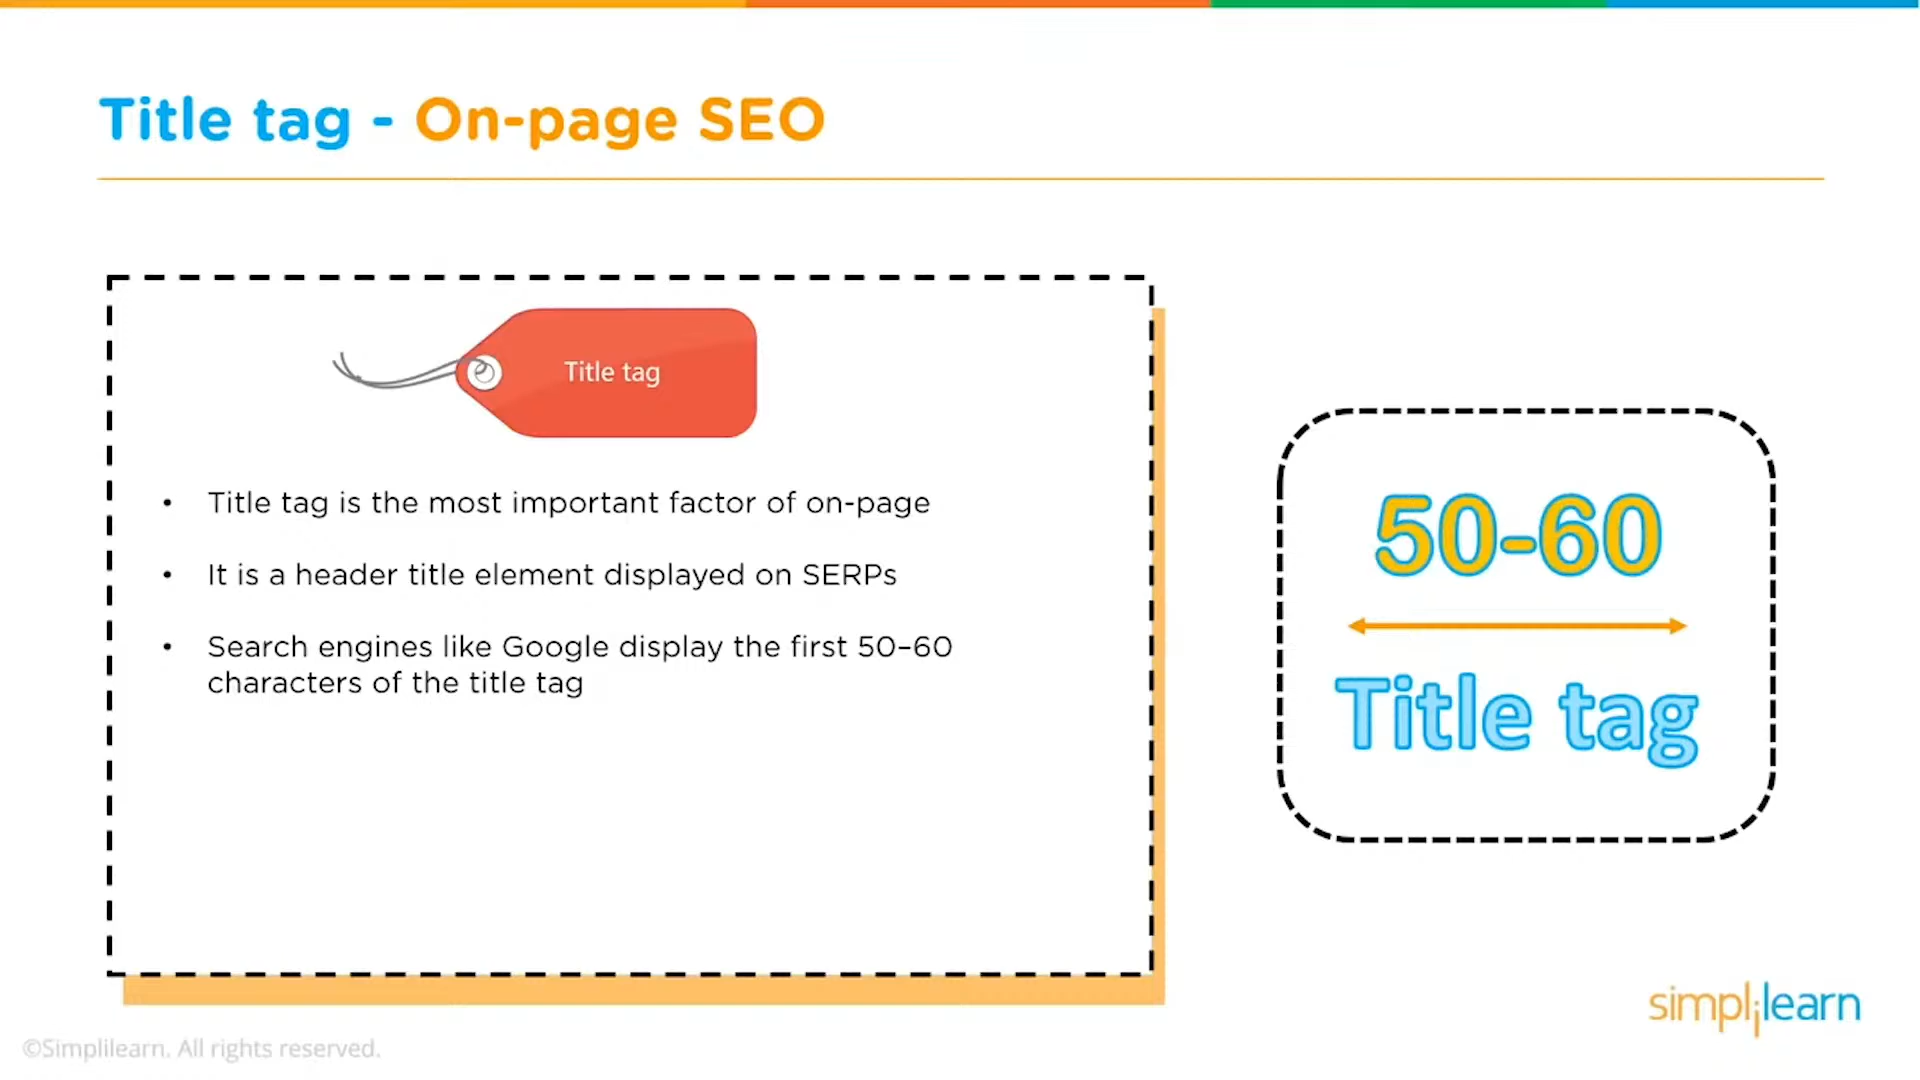 Title tag - On-page SEO
Title tag
• Title tag is the most important factor of on-page
• It is a header title element displayed on SERPs
• Search engines like Google display the first 50–60
characters of the title tag
50-60
Title tag
simplilearn
©Simplilearn. All rights reserved.